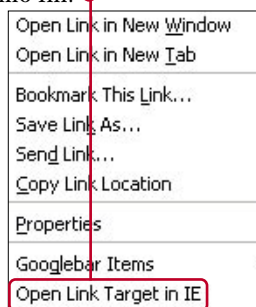 Open Link in New Window
Open Link in New Tab
Bookmark This Link...
Save Link As...
Send Link...
Copy Link Location
Properties
Googlebar Items
Open Link Target in IE